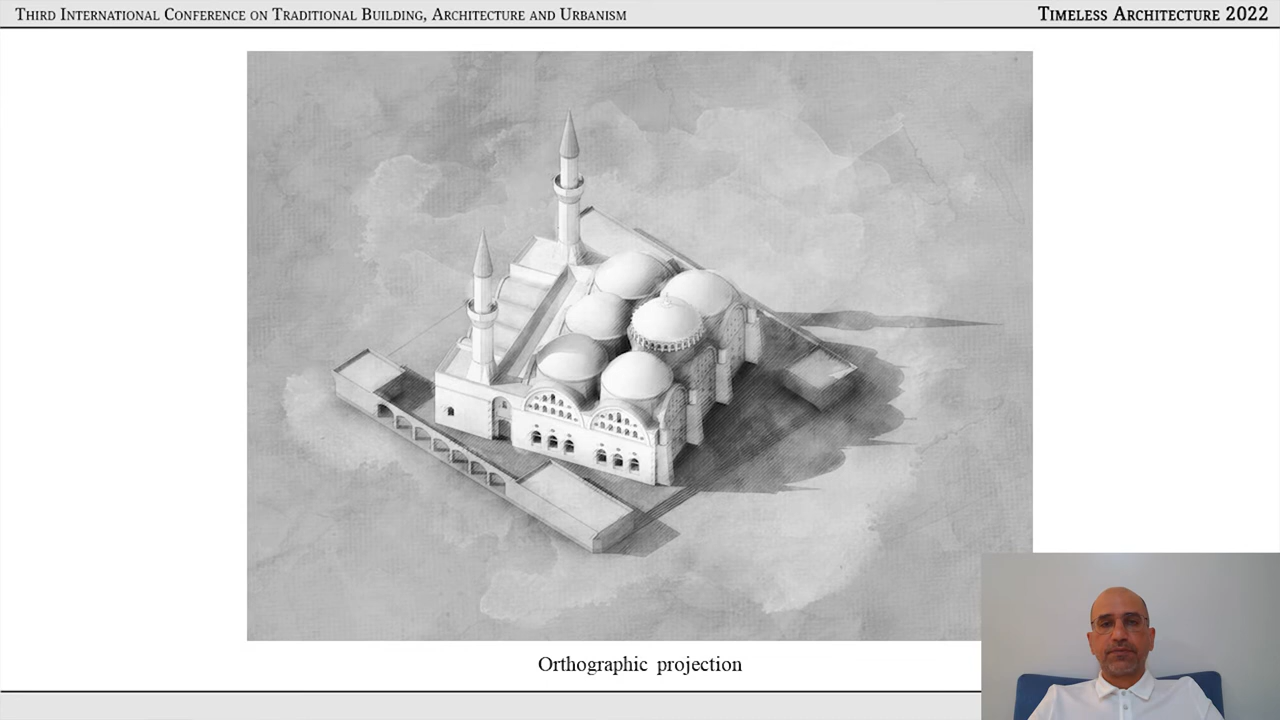 Third International Conference on Traditional Building, Architecture and Urbanism
Timeless Architecture 2022
Orthographic projection